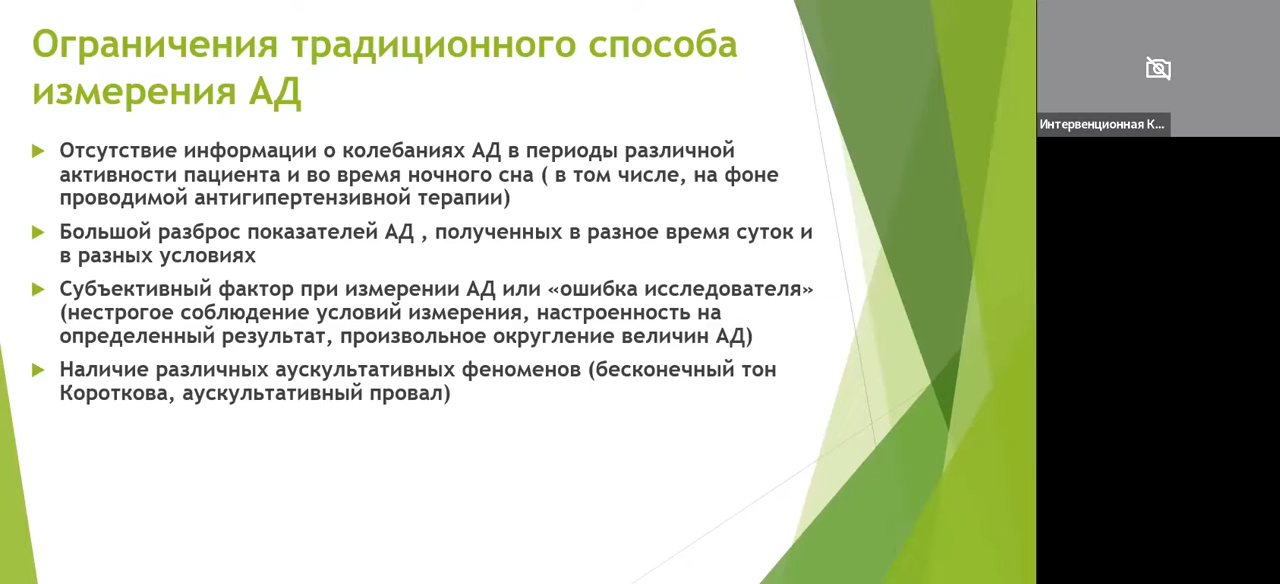 Ограничения традиционного способа
измерения АД
Отсутствие информации о колебаниях АД в периоды различной
активности пациента и во время ночного сна ( в том числе, на фоне
проводимой антигипертензивной терапии)
Большой разброс показателей АД , полученных в разное время суток и
в разных условиях
Субъективный фактор при измерении АД или «ошибка исследователя»
(нестрогое соблюдение условий измерения, настроенность на
определенный результат, произвольное округление величин АД)
Наличие различных аускультативных феноменов (бесконечный тон
Короткова, аускультативный провал)
Интервенционная К...